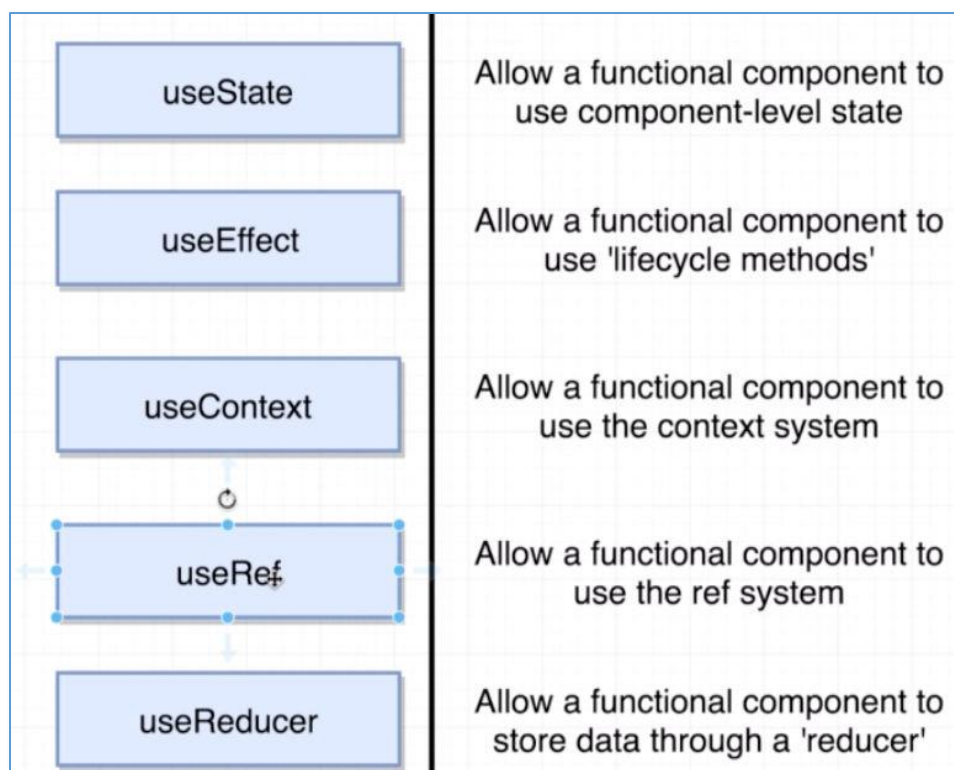 useState
Allow a functional component to
use component-level state
useEffect
Allow a functional component to
use 'lifecycle methods'
useContext
Allow a functional component to
use the context system
useRef
Allow a functional component to
use the ref system
useReducer
Allow a functional component to
store data through a 'reducer'